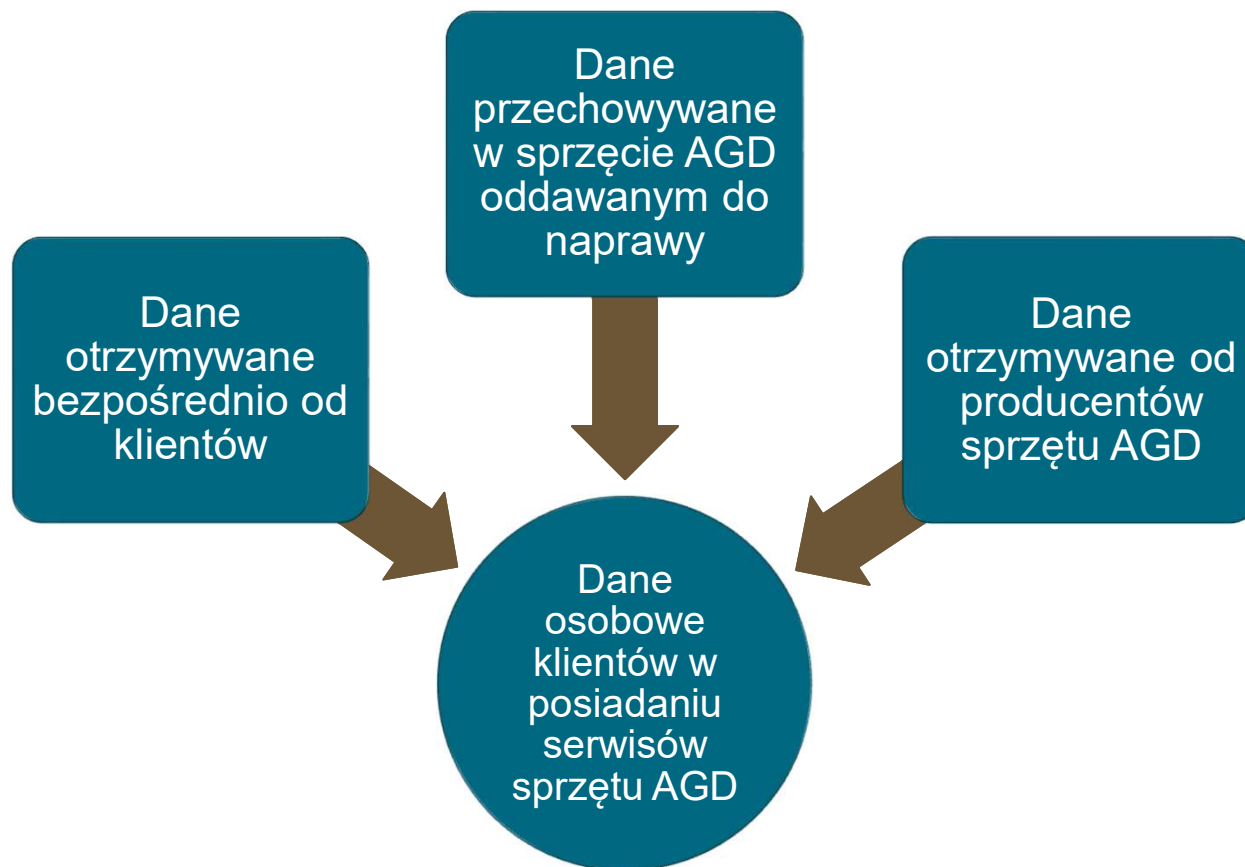 Dane
przechowywane
w sprzęcie AGD
oddawanym do
naprawy
Dane
otrzymywane
bezpośrednio od
klientów
Dane
otrzymywane od
producentów
sprzętu AGD
Dane
osobowe
klientów w
posiadaniu
serwisów
sprzętu AGD